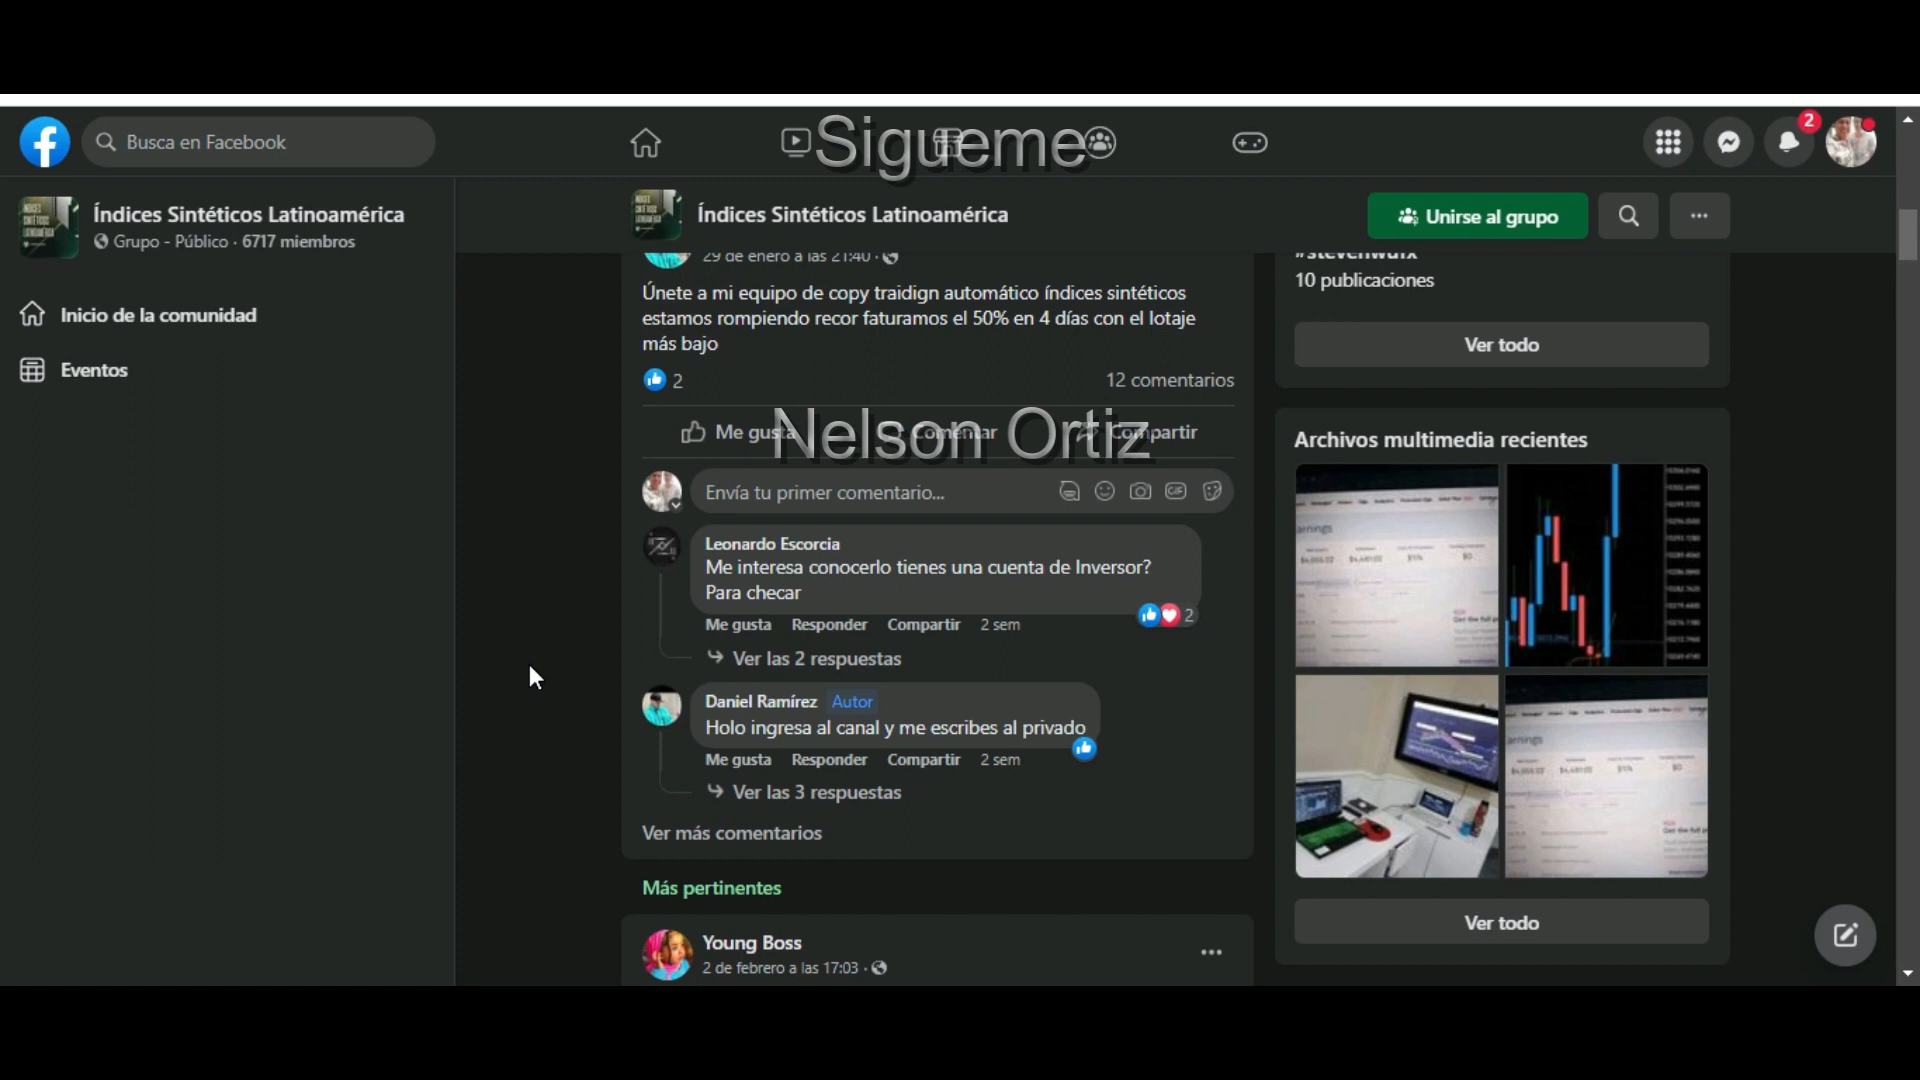 Busca en Facebook
Sigueme
2
Índices Sintéticos Latinoamérica
Grupo - Público · 6717 miembros
Inicio de la comunidad
Eventos
Índices Sintéticos Latinoamérica
Unirse al grupo
29 de enero a las 21:40 ·
Únete a mi equipo de copy traidign automático índices sintéticos
estamos rompiendo recor faturamos el 50% en 4 días con el lotaje
más bajo
2
12 comentarios
Me gusta
Comentar
Compartir
Nelson Ortiz
Envía tu primer comentario...
GIF
Leonardo Escorcia
Me interesa conocerlo tienes una cuenta de Inversor?
Para checar
2
Me gusta Responder Compartir 2 sem
Ver las 2 respuestas
Daniel Ramírez Autor
Holo ingresa al canal y me escribes al privado
Me gusta Responder Compartir 2 sem
Ver las 3 respuestas
Ver más comentarios
Más pertinentes
Young Boss
2 de febrero a las 17:03 ·
#stevenwufx
10 publicaciones
Ver todo
Archivos multimedia recientes
Ver todo